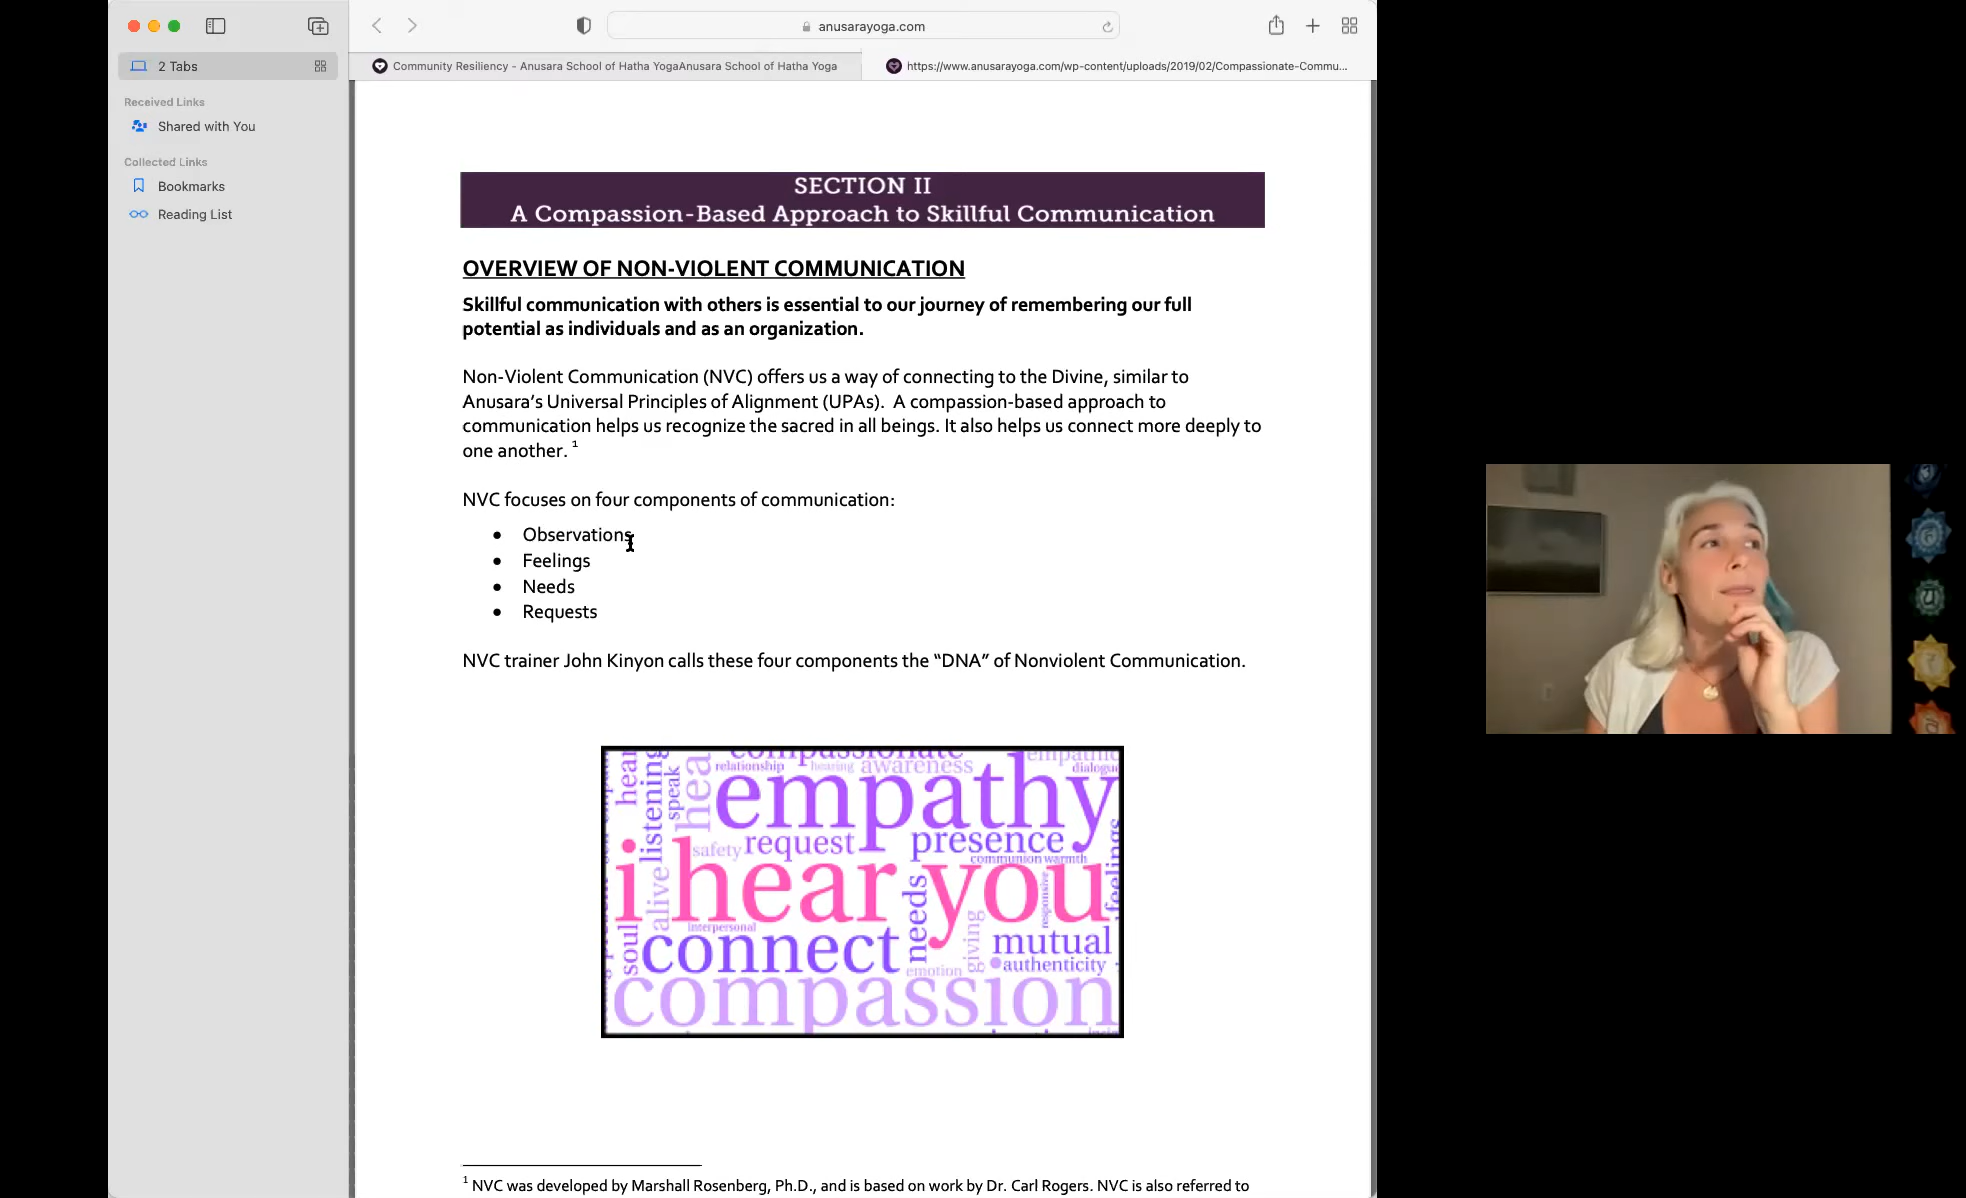 anusarayoga.com
2 Tabs
Community Resiliency - Anusara School of Hatha YogaAnusara School of Hatha Yoga
https://www.anusarayoga.com/wp-content/uploads/2019/02/Compassionate-Commu...
Received Links
Shared with You
Collected Links
Bookmarks
Reading List
SECTION II
A Compassion-Based Approach to Skillful Communication
OVERVIEW OF NON-VIOLENT COMMUNICATION
Skillful communication with others is essential to our journey of remembering our full
potential as individuals and as an organization.
Non-Violent Communication (NVC) offers us a way of connecting to the Divine, similar to
Anusara’s Universal Principles of Alignment (UPAs).  A compassion-based approach to
communication helps us recognize the sacred in all beings. It also helps us connect more deeply to
one another. 1
NVC focuses on four components of communication:
• Observations
• Feelings
• Needs
• Requests
NVC trainer John Kinyon calls these four components the “DNA” of Nonviolent Communication.
compassionate
empathic
relationship hearing awareness
dialogue
hear
listening
speak
hea
empathy
safety request presence
communion warmth
i hear you
alive
needs
responsive
feelings
interpersonal
soul
connect
giving
mutual
emotion
authenticity
compassion
1 NVC was developed by Marshall Rosenberg, Ph.D., and is based on work by Dr. Carl Rogers. NVC is also referred to